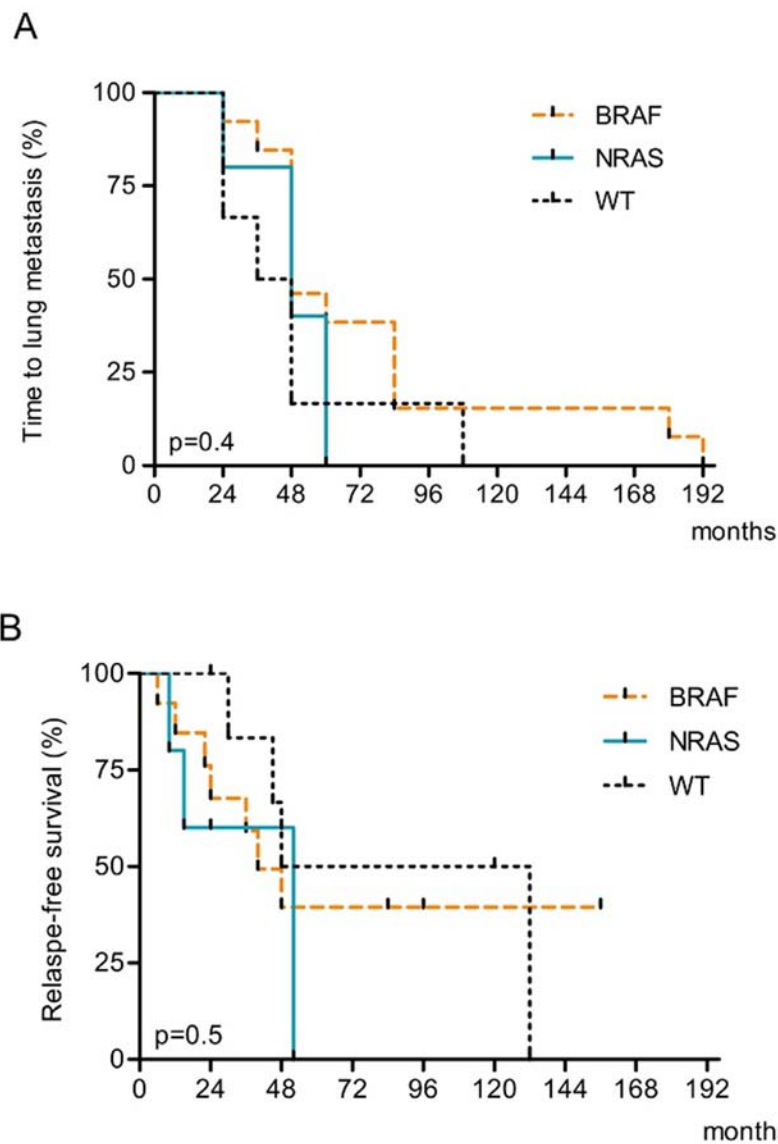 A
Time to lung metastasis (%)
100
75
50
25
0
BRAF
NRAS
WT
p=0.4
0 24 48 72 96 120 144 168 192
months
B
Relaspe-free survival (%)
100
75
50
25
0
BRAF
NRAS
WT
p=0.5
0 24 48 72 96 120 144 168 192
month